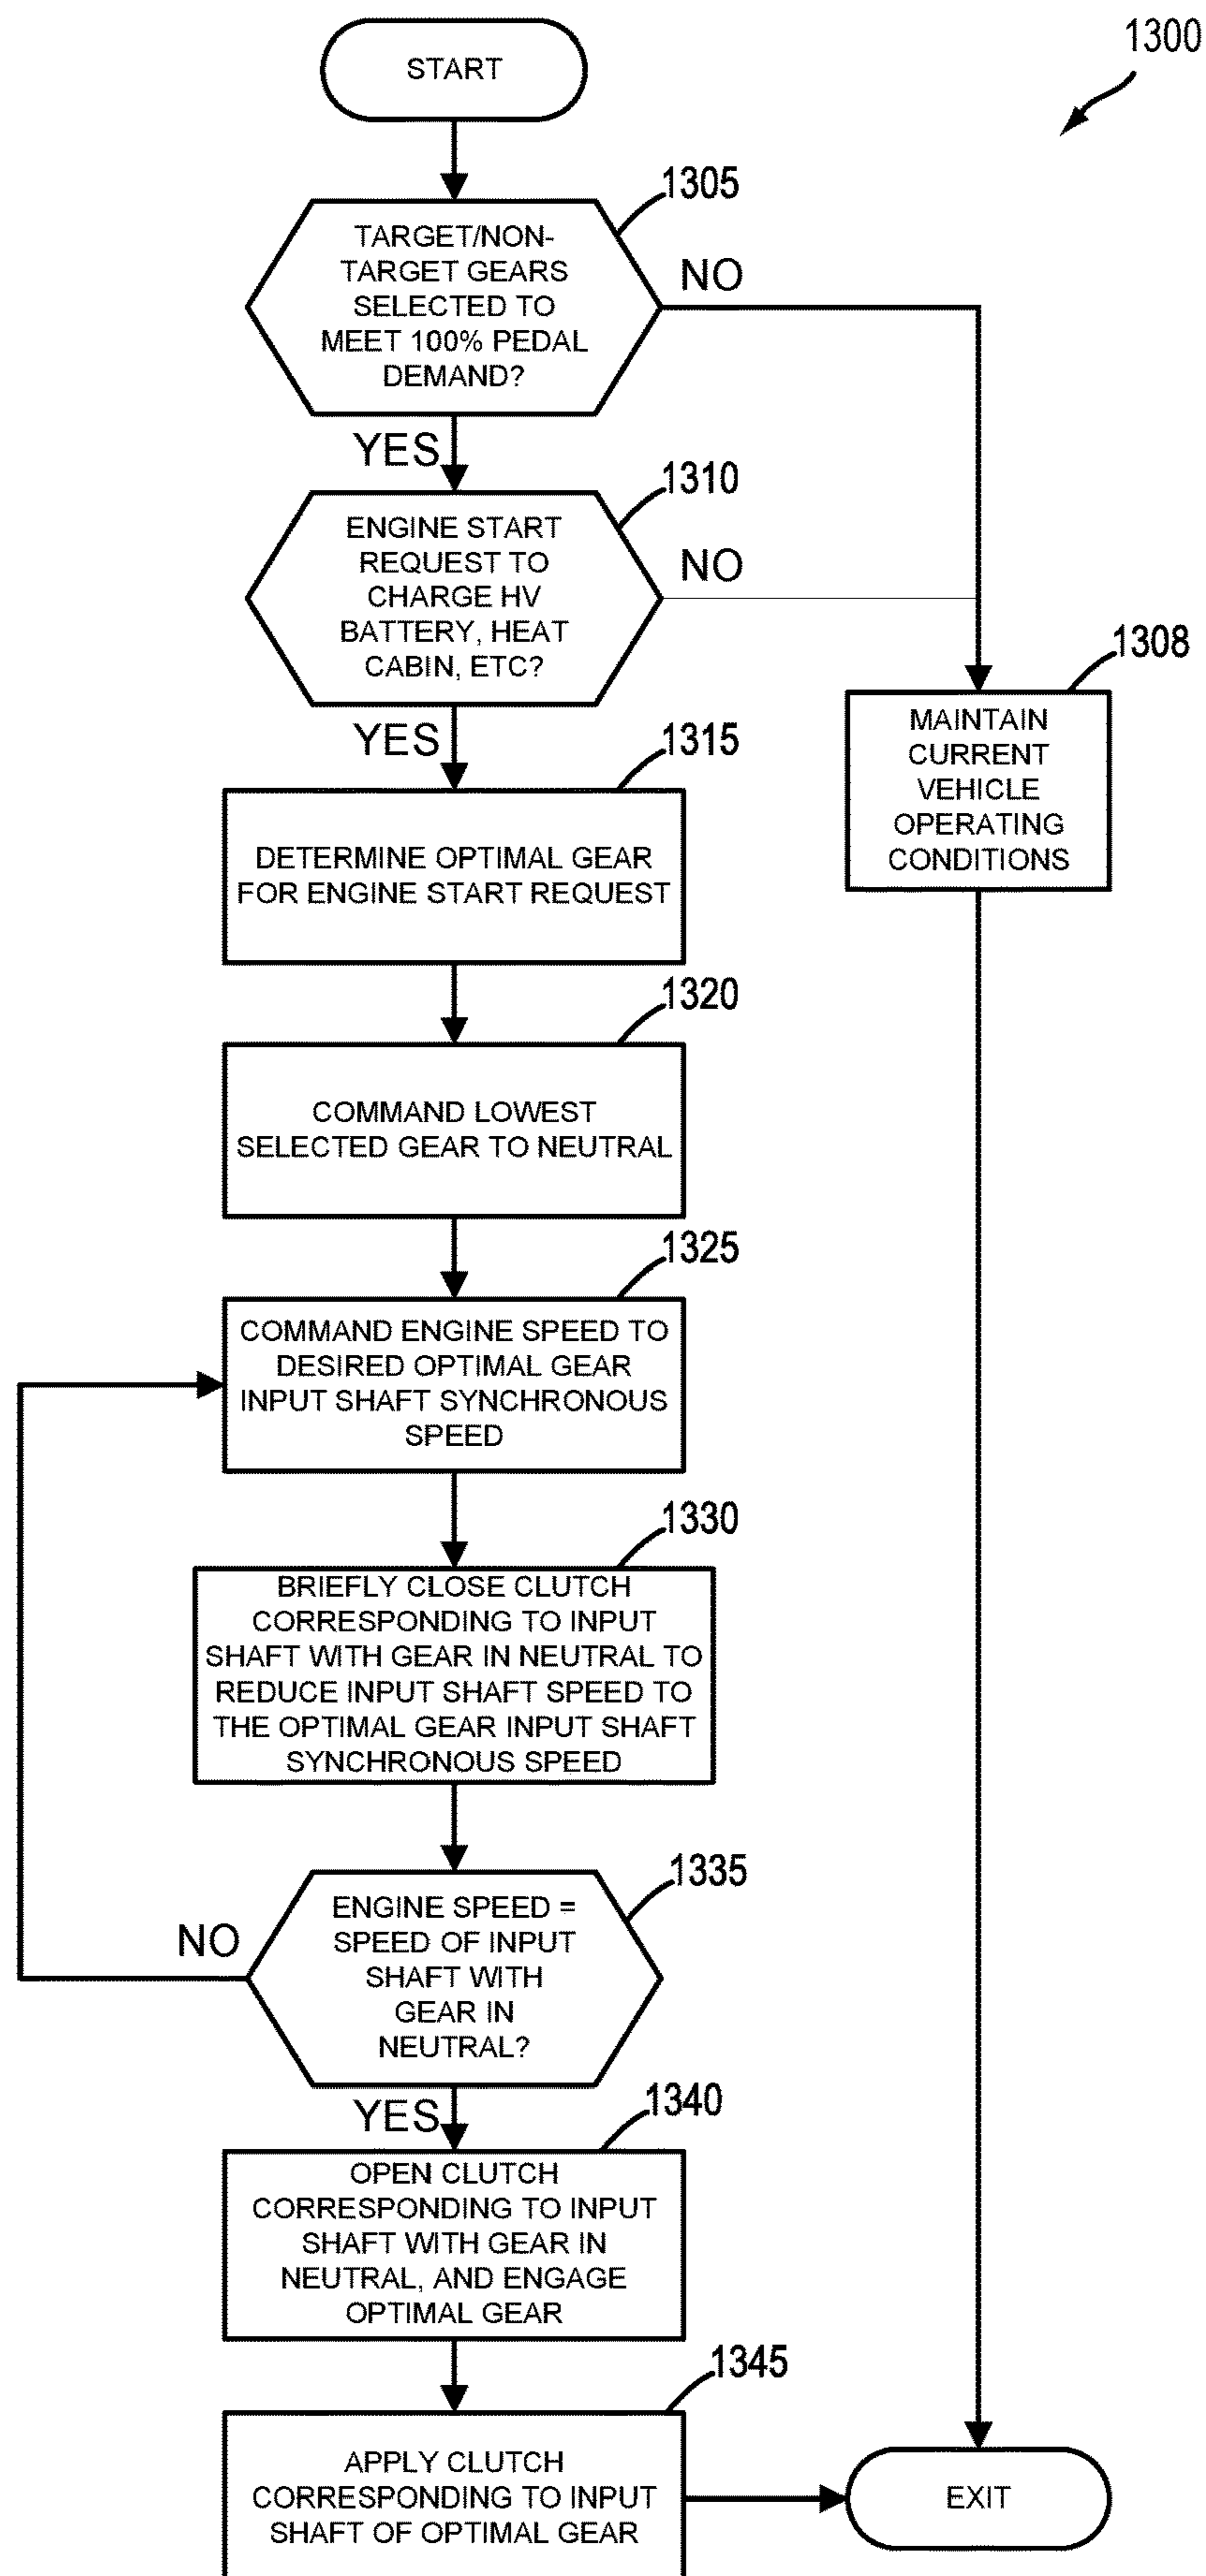 1300
START
1305
TARGET/NON-
TARGET GEARS
SELECTED TO
MEET 100% PEDAL
DEMAND?
NO
YES
1310
ENGINE START
REQUEST TO
CHARGE HV
BATTERY, HEAT
CABIN, ETC?
NO
YES
1308
MAINTAIN
CURRENT
VEHICLE
OPERATING
CONDITIONS
1315
DETERMINE OPTIMAL GEAR
FOR ENGINE START REQUEST
1320
COMMAND LOWEST
SELECTED GEAR TO NEUTRAL
1325
COMMAND ENGINE SPEED TO
DESIRED OPTIMAL GEAR
INPUT SHAFT SYNCHRONOUS
SPEED
1330
BRIEFLY CLOSE CLUTCH
CORRESPONDING TO INPUT
SHAFT WITH GEAR IN NEUTRAL TO
REDUCE INPUT SHAFT SPEED TO
THE OPTIMAL GEAR INPUT SHAFT
SYNCHRONOUS SPEED
1335
ENGINE SPEED =
SPEED OF INPUT
SHAFT WITH
GEAR IN
NEUTRAL?
NO
YES
1340
OPEN CLUTCH
CORRESPONDING TO INPUT
SHAFT WITH GEAR IN
NEUTRAL, AND ENGAGE
OPTIMAL GEAR
1345
APPLY CLUTCH
CORRESPONDING TO INPUT
SHAFT OF OPTIMAL GEAR
EXIT